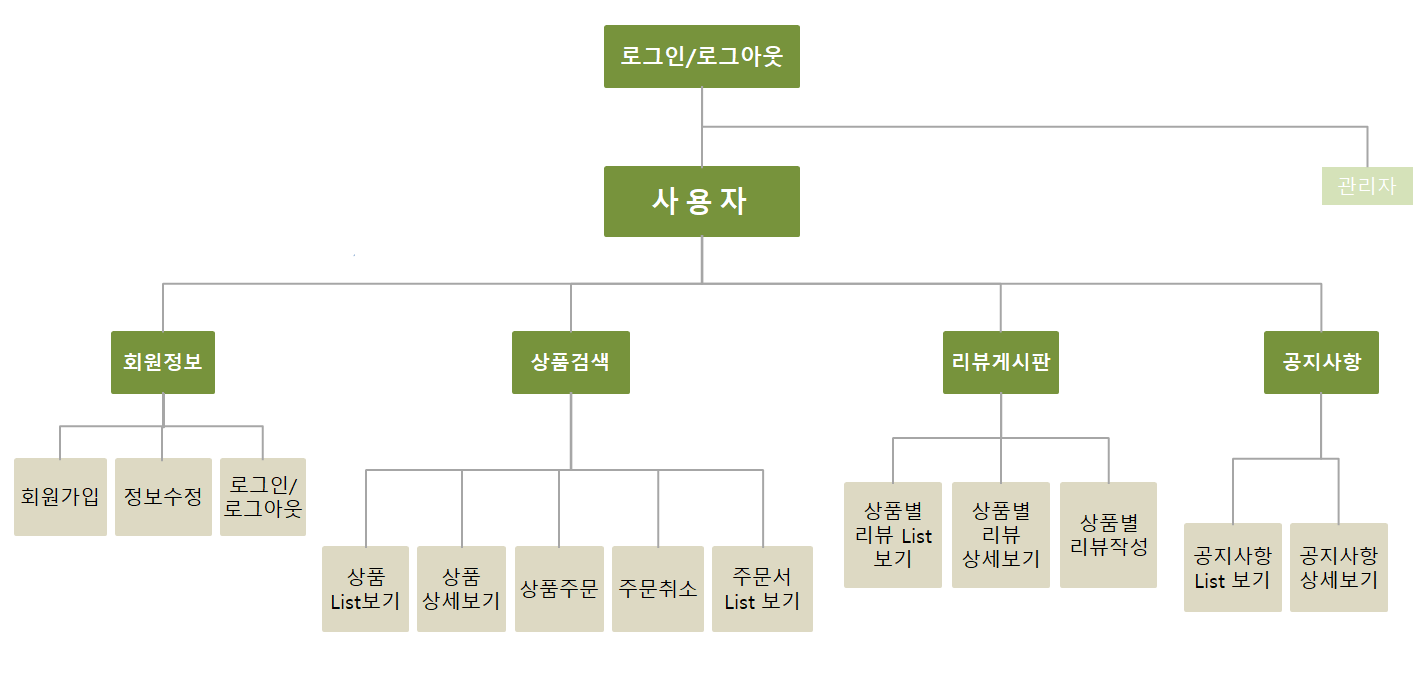 로그인/로그아웃
사 용 자
관리자
회원정보
상품검색
리뷰게시판
공지사항
회원가입
정보수정
로그인/
로그아웃
상품
List보기
상품
상세보기
상품주문
주문취소
주문서
List 보기
상품별
리뷰 List
보기
상품별
리뷰
상세보기
상품별
리뷰작성
공지사항
List 보기
공지사항
상세보기